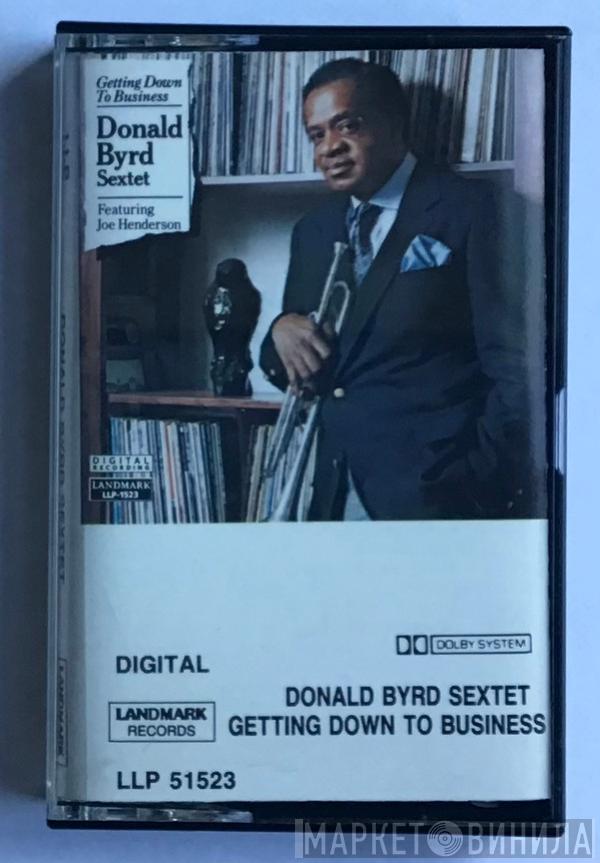 Getting Down
To Business
Donald
Byrd
Sextet
Featuring
Joe Henderson
DIGITAL
RECORDING
LANDMARK
LLP-1523
DONALD BYRD SEXTET
LANDMARK
DIGITAL
DOLBY SYSTEM
LANDMARK
RECORDS
DONALD BYRD SEXTET
GETTING DOWN TO BUSINESS
LLP 51523
МАРКЕТ ВИНИЛА